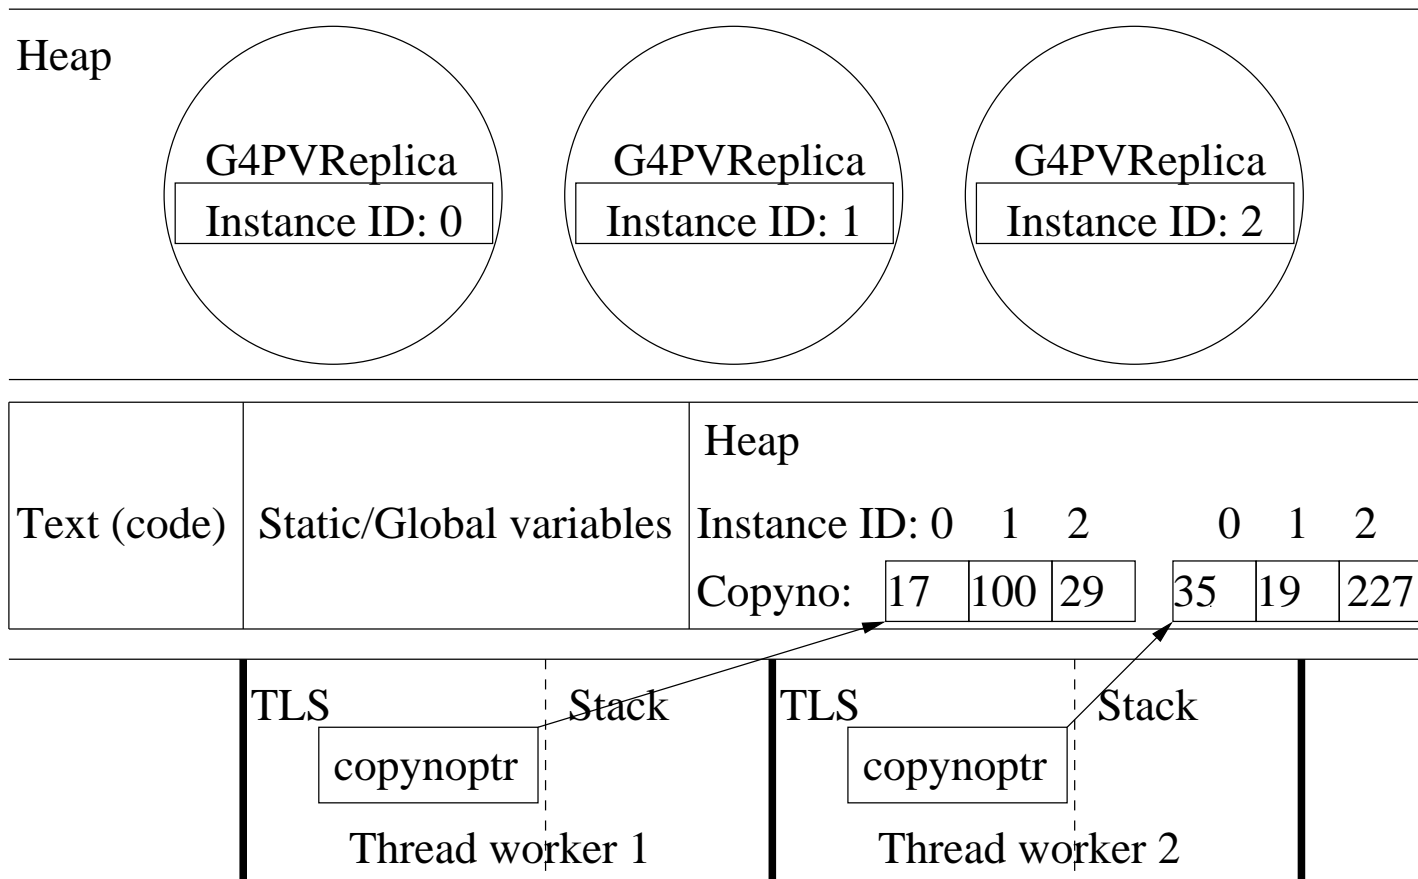 Heap
G4PVReplica G4PVReplica G4PVReplica
Instance ID: 0 Instance ID: 1 Instance ID: 2
Heap
Text (code) Static/Global variables Instance ID: 0 1 2 0 1 2
Copyno: 17 100 29 35 19 227
TLS Stack TLS Stack
copynoptr copynoptr
Thread worker 1 Thread worker 2